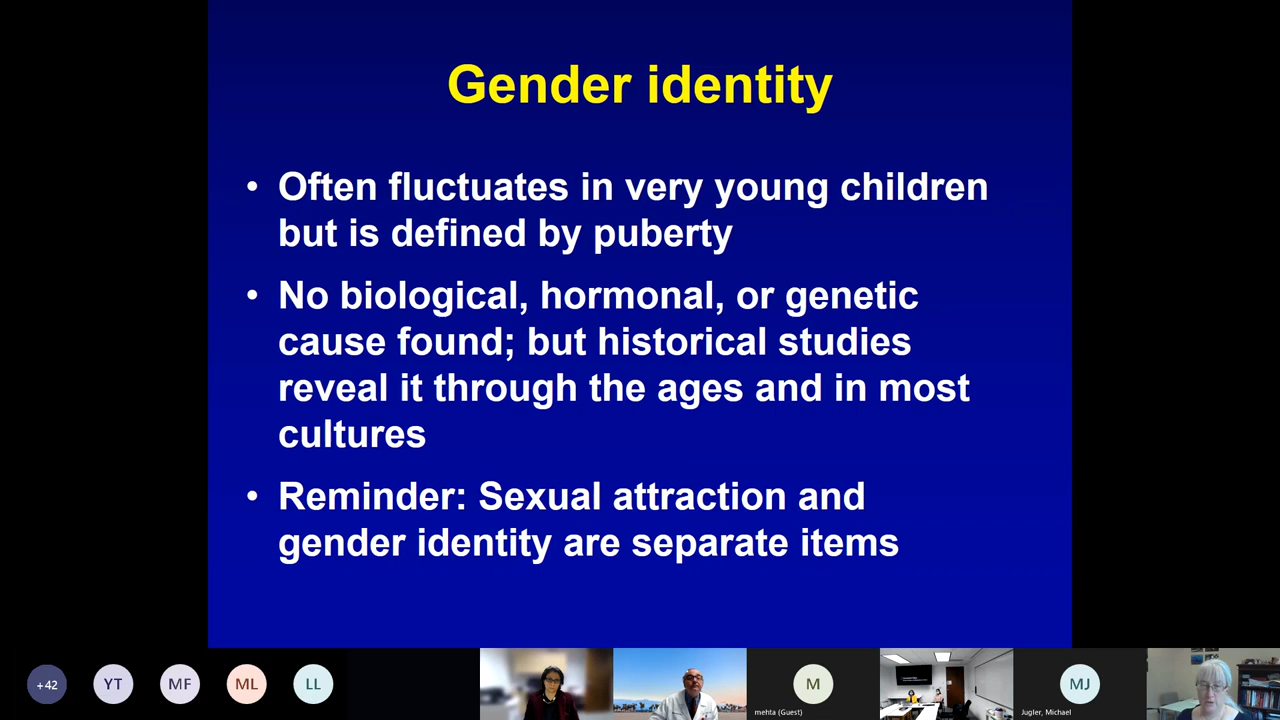 Gender identity
• Often fluctuates in very young children
but is defined by puberty
• No biological, hormonal, or genetic
cause found; but historical studies
reveal it through the ages and in most
cultures
• Reminder: Sexual attraction and
gender identity are separate items
+42
YT
MF
ML
LL
M
mehta (Guest)
MJ
Jugler, Michael